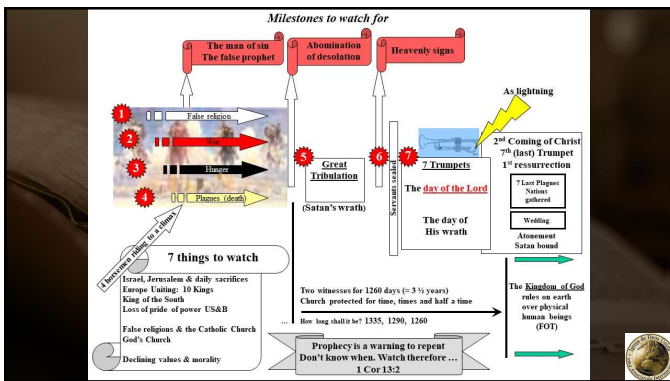 Milestones to watch for
The man of sin
The false prophet
Abomination
of desolation
Heavenly signs
As lightning
1
False religion
2
War
3
Hunger
4
Plagues (death)
4 horsemen riding to a climax
5
Great
Tribulation
(Satan's wrath)
6
Servants sealed
7
7 Trumpets
The day of the Lord
The day of
His wrath
2nd Coming of Christ
7th (last) Trumpet
1st ressurrection
7 Last Plagues
Nations
gathered
Wedding
Atonement
Satan bound
7 things to watch
Israel, Jerusalem & daily sacrifices
Europe Uniting: 10 Kings
King of the South
Loss of pride of power US&B
False religions & the Catholic Church
God's Church
Declining values & morality
Two witnesses for 1260 days (= 3 ½ years)
Church protected for time, times and half a time
... How long shall it be? 1335, 1290, 1260
The Kingdom of God
rules on earth
over physical
human beings
(FOT)
Prophecy is a warning to repent
Don't know when. Watch therefore ...
1 Cor 13:2